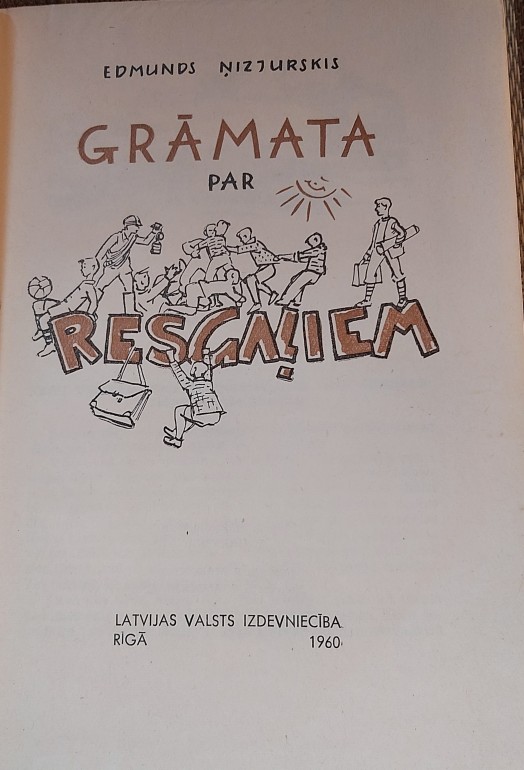 EDMUNDS ŅIZJURSKIS
GRĀMATA
PAR
RESGAĻIEM
LATVIJAS VALSTS IZDEVNIECĪBA
RĪGĀ 1960